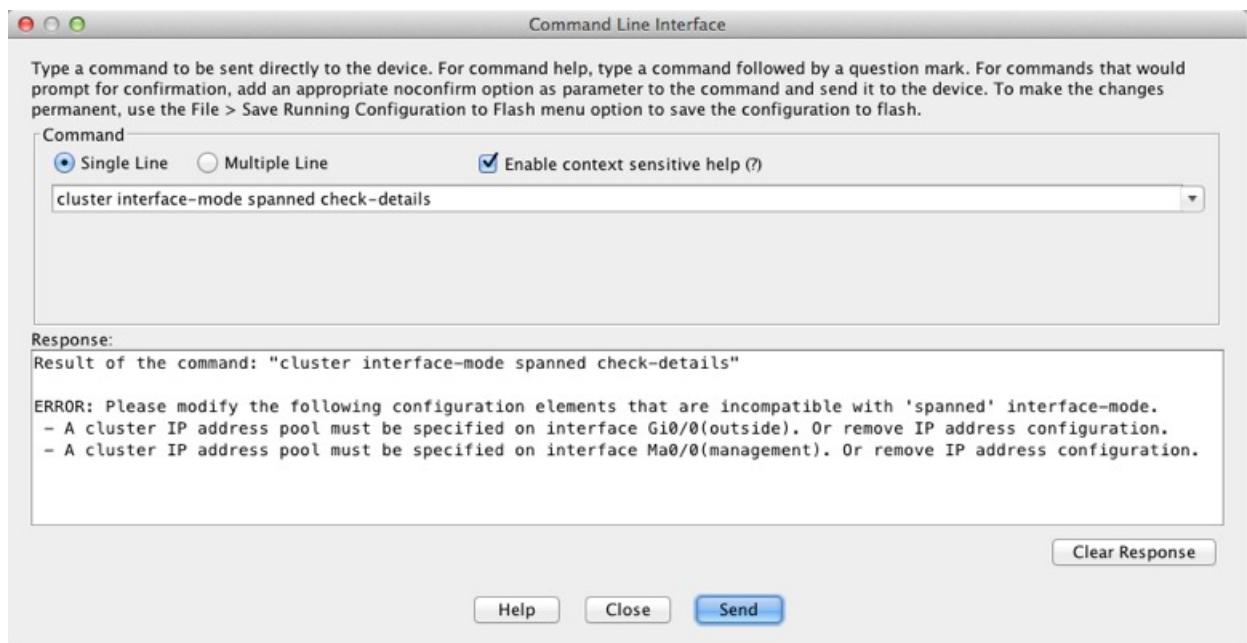 Command Line Interface
Type a command to be sent directly to the device. For command help, type a command followed by a question mark. For commands that would
prompt for confirmation, add an appropriate noconfirm option as parameter to the command and send it to the device. To make the changes
permanent, use the File > Save Running Configuration to Flash menu option to save the configuration to flash.
Command
Single Line Multiple Line Enable context sensitive help (?)
cluster interface-mode spanned check-details
Response:
Result of the command: "cluster interface-mode spanned check-details"
ERROR: Please modify the following configuration elements that are incompatible with 'spanned' interface-mode.
- A cluster IP address pool must be specified on interface Gi0/0(outside). Or remove IP address configuration.
- A cluster IP address pool must be specified on interface Ma0/0(management). Or remove IP address configuration.
Clear Response
Help Close Send